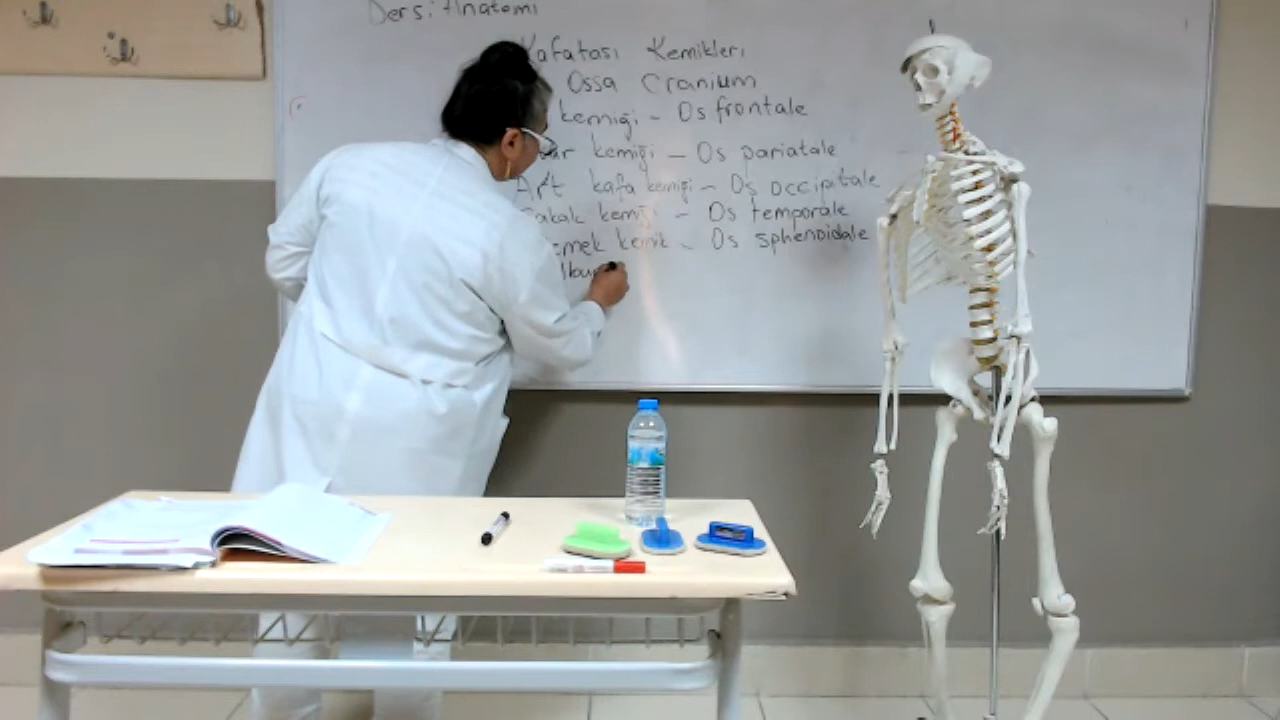 Ders: Anatomi
Kafatası Kemikleri
Ossa Cranium
kemiği - Os frontale
kemiği - Os pariatale
Art kafa kemiği - Os occipitale
Şakak kemiği - Os temporale
kemik - Os sphenoidale